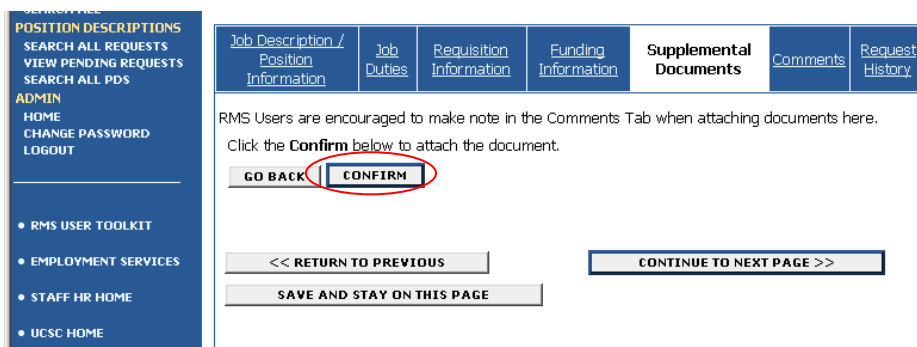 SEARCH ALL
POSITION DESCRIPTIONS
SEARCH ALL REQUESTS
VIEW PENDING REQUESTS
SEARCH ALL PDS
ADMIN
HOME
CHANGE PASSWORD
LOGOUT
• RMS USER TOOLKIT
• EMPLOYMENT SERVICES
• STAFF HR HOME
• UCSC HOME
Job Description /
Position
Information
Job
Duties
Requisition
Information
Funding
Information
Supplemental
Documents
Comments
Request
History
RMS Users are encouraged to make note in the Comments Tab when attaching documents here.
Click the Confirm below to attach the document.
GO BACK
CONFIRM
<< RETURN TO PREVIOUS
CONTINUE TO NEXT PAGE >>
SAVE AND STAY ON THIS PAGE